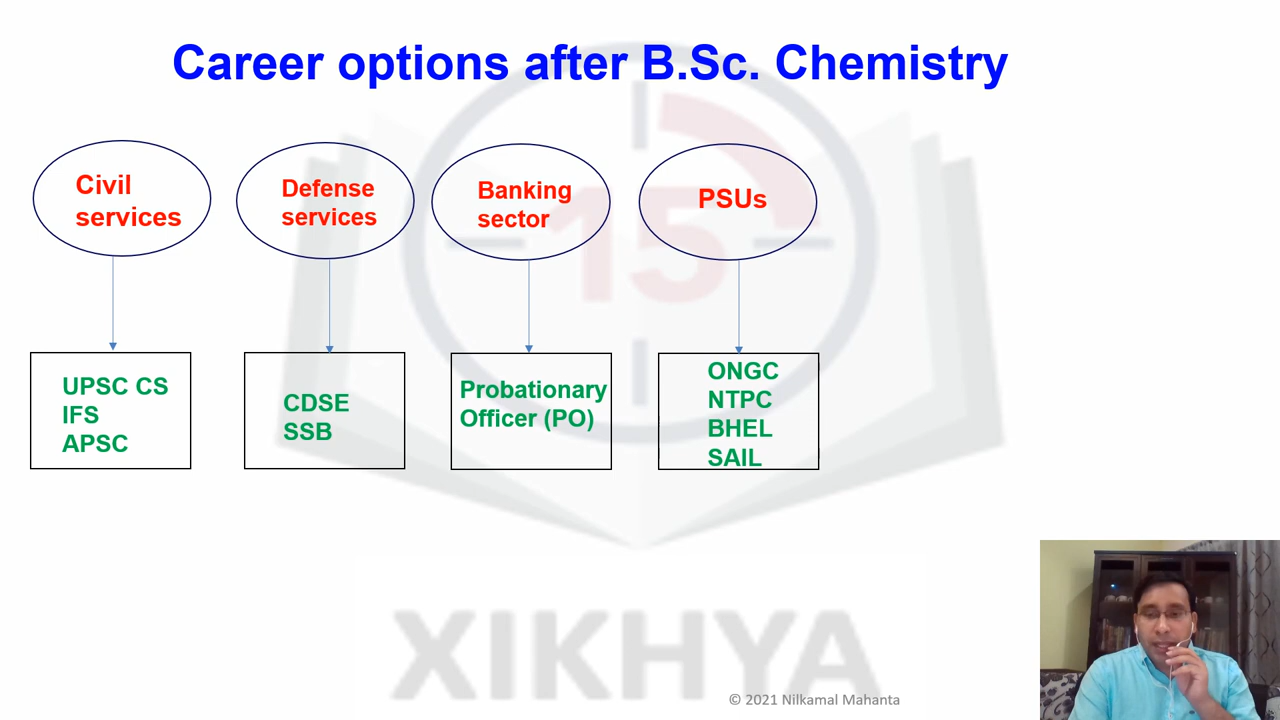 Career options after B.Sc. Chemistry
Civil
services
Defense
services
Banking
sector
PSUs
15
UPSC CS
IFS
APSC
CDSE
SSB
Probationary
Officer (PO)
ONGC
NTPC
BHEL
SAIL
XIKHYA
© 2021 Nilkamal Mahanta